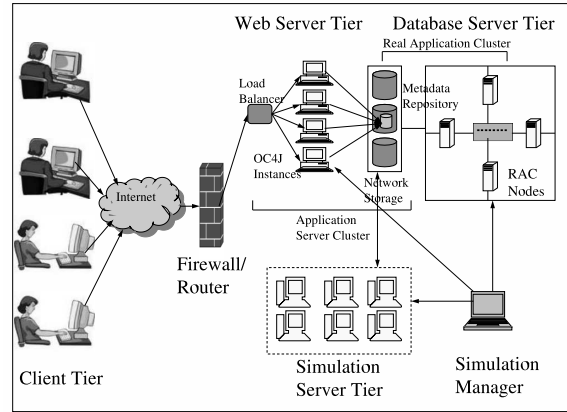 Web Server Tier
Database Server Tier
Real Application Cluster
Load
Balancer
Metadata
Repository
OC4J
Instances
Internet
RAC
Nodes
Network
Storage
Application
Server Cluster
Firewall/
Router
Client Tier
Simulation
Server Tier
Simulation
Manager